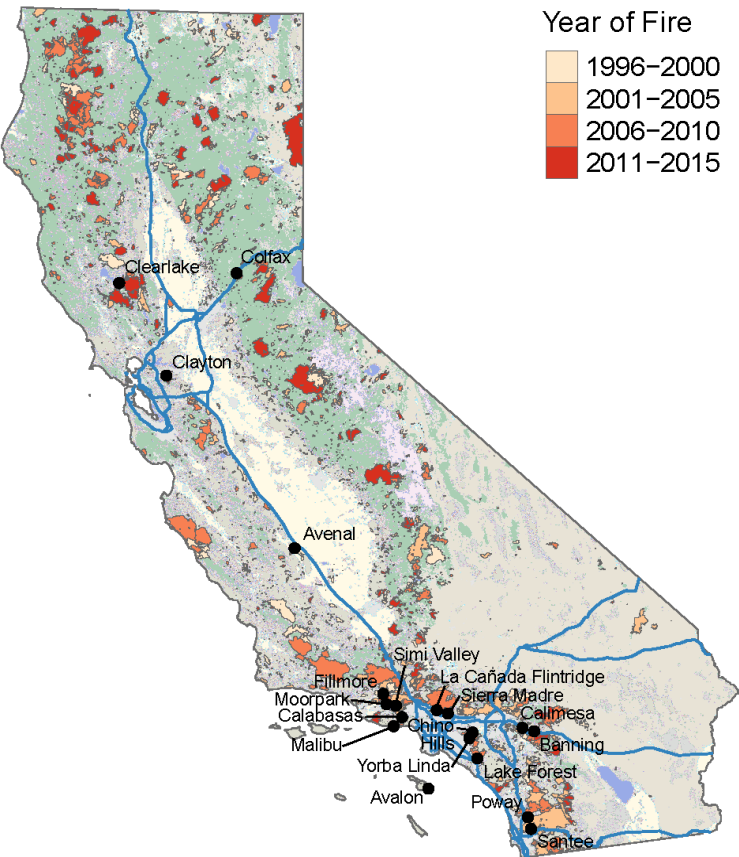 Year of Fire
1996–2000
2001–2005
2006–2010
2011–2015
Colfax
Clearlake
Clayton
Avenal
Simi Valley
La Cañada Flintridge
Fillmore
Sierra Madre
Moorpark
Calimesa
Calabasas
Chino
Hills
Malibu
Banning
Yorba Linda
Lake Forest
Avalon
Poway
Santee